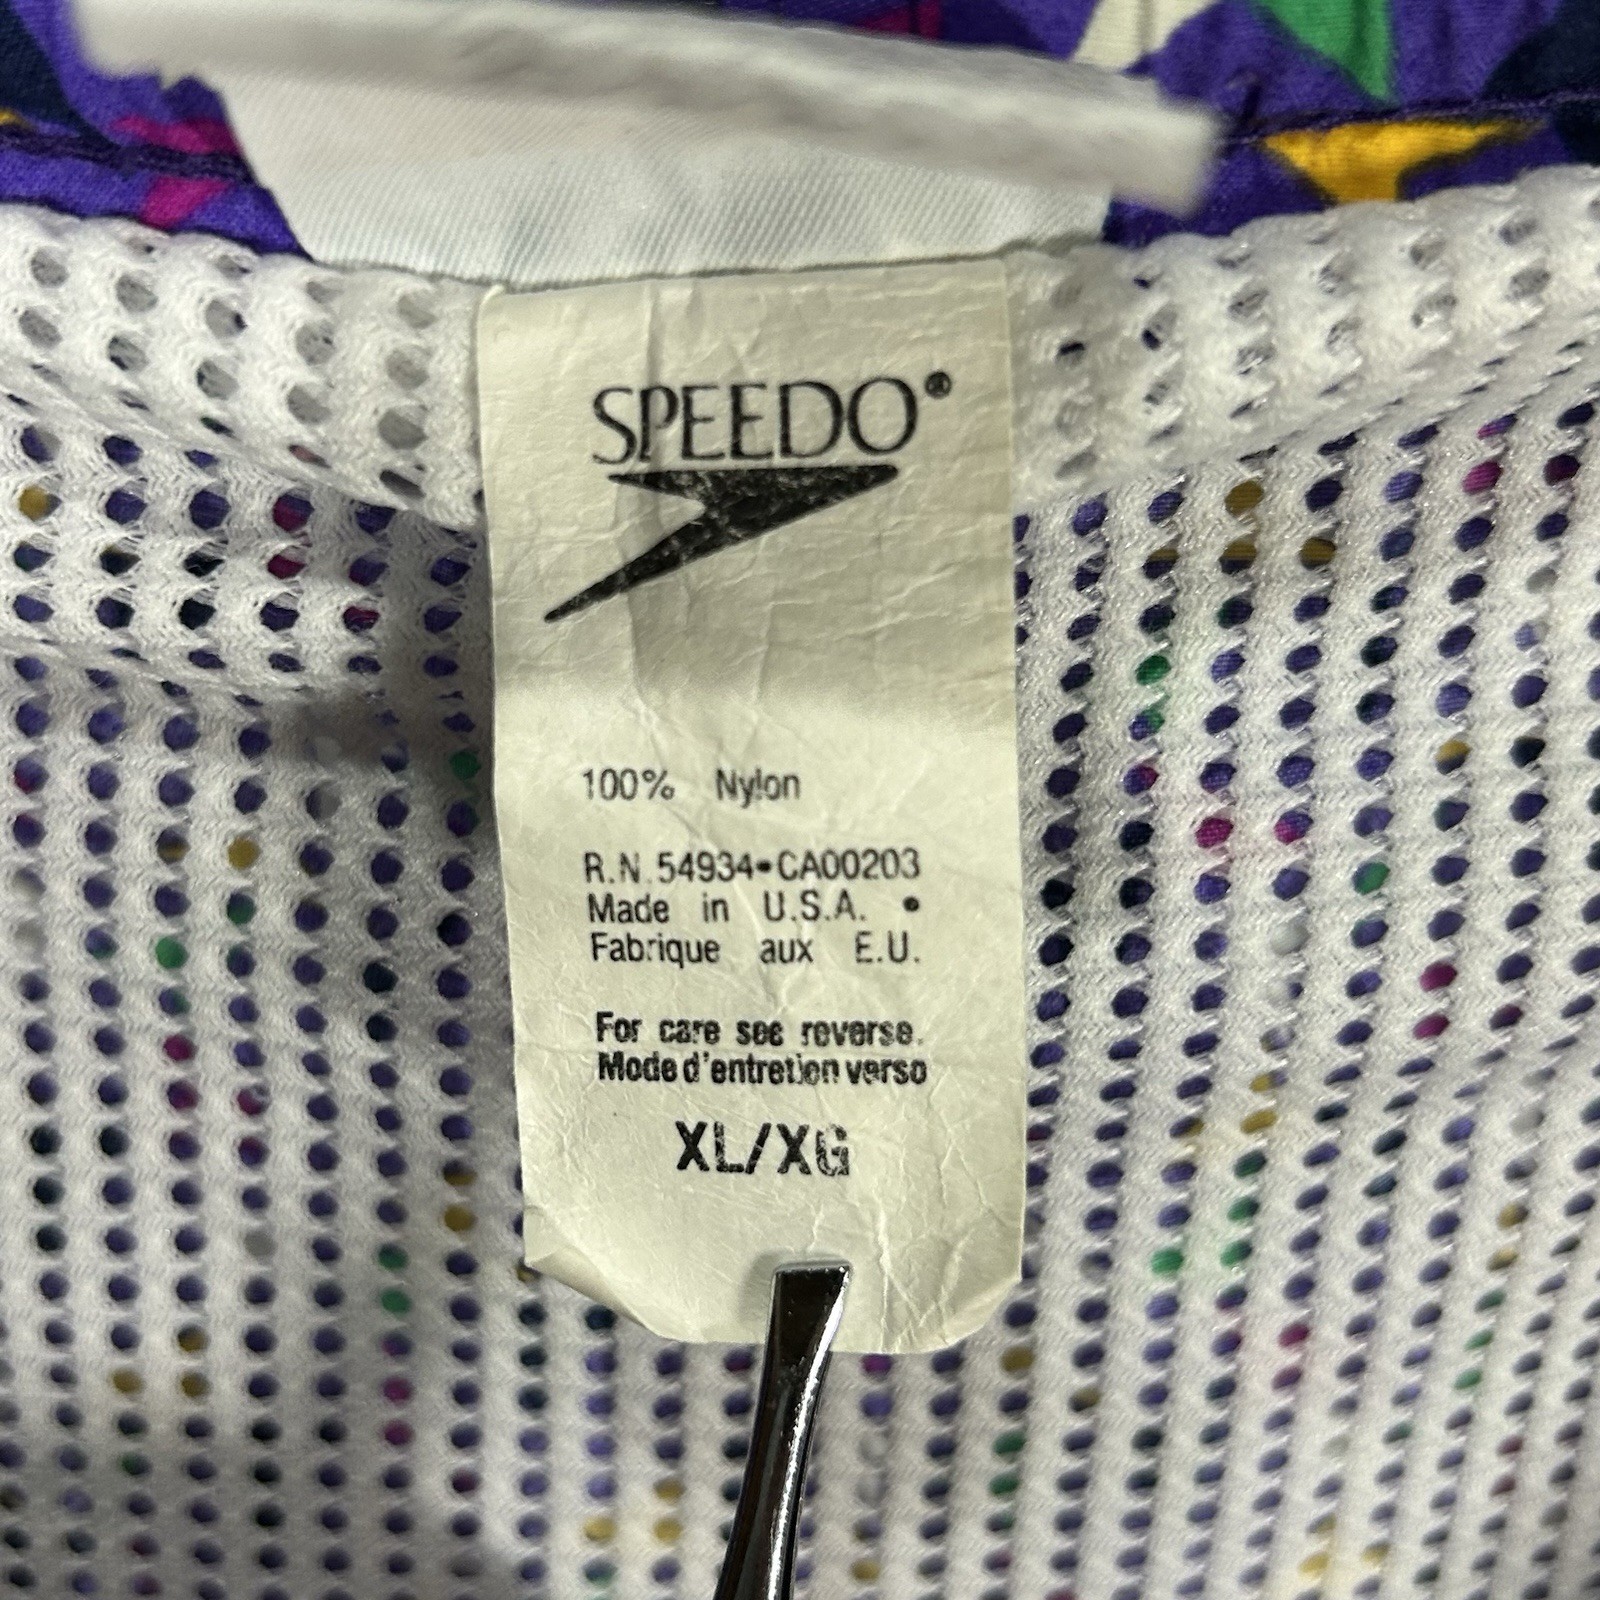 SPEEDO®
100% Nylon
R.N. 54934•CA00203
Made in U.S.A. •
Fabrique aux E.U.
For care see reverse.
Mode d'entretien verso
XL/XG